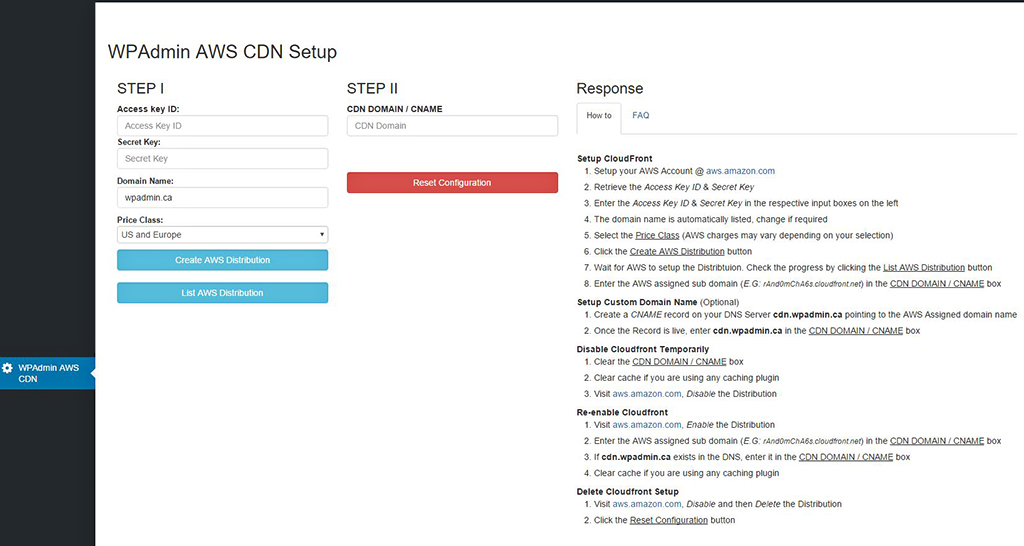 WPAdmin AWS CDN Setup
STEP I
Access key ID:
Access Key ID
Secret Key:
Secret Key
Domain Name:
wpadmin.ca
Price Class:
US and Europe
Create AWS Distribution
List AWS Distribution
STEP II
CDN DOMAIN / CNAME
CDN Domain
Reset Configuration
Response
How to FAQ
Setup CloudFront
1. Setup your AWS Account @ aws.amazon.com
2. Retrieve the Access Key ID & Secret Key
3. Enter the Access Key ID & Secret Key in the respective input boxes on the left
4. The domain name is automatically listed, change if required
5. Select the Price Class (AWS charges may vary depending on your selection)
6. Click the Create AWS Distribution button
7. Wait for AWS to setup the Distribtuion. Check the progress by clicking the List AWS Distribution button
8. Enter the AWS assigned sub domain (E.G: rAnd0mChA6s.cloudfront.net) in the CDN DOMAIN / CNAME box
Setup Custom Domain Name (Optional)
1. Create a CNAME record on your DNS Server cdn.wpadmin.ca pointing to the AWS Assigned domain name
2. Once the Record is live, enter cdn.wpadmin.ca in the CDN DOMAIN / CNAME box
Disable Cloudfront Temporarily
1. Clear the CDN DOMAIN / CNAME box
2. Clear cache if you are using any caching plugin
3. Visit aws.amazon.com, Disable the Distribution
Re-enable Cloudfront
1. Visit aws.amazon.com, Enable the Distribution
2. Enter the AWS assigned sub domain (E.G: rAnd0mChA6s.cloudfront.net) in the CDN DOMAIN / CNAME box
3. If cdn.wpadmin.ca exists in the DNS, enter it in the CDN DOMAIN / CNAME box
4. Clear cache if you are using any caching plugin
Delete Cloudfront Setup
1. Visit aws.amazon.com, Disable and then Delete the Distribution
2. Click the Reset Configuration button
WPAdmin AWS
CDN